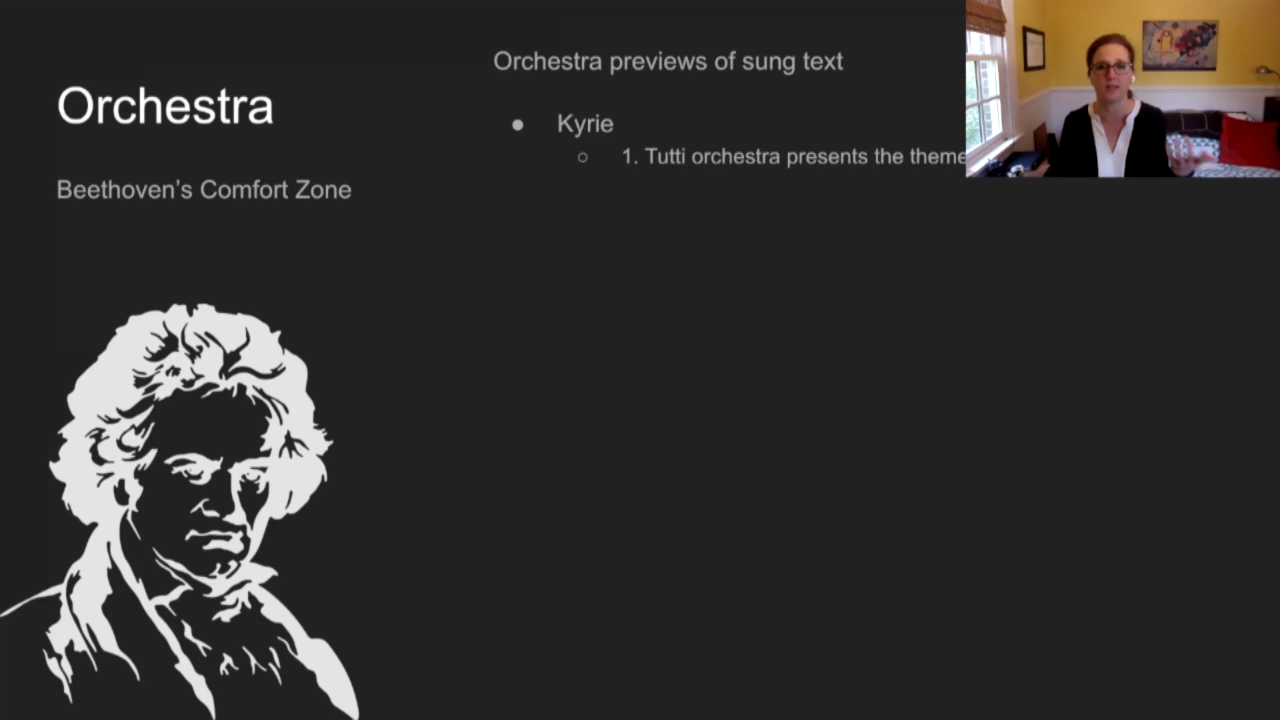 Orchestra
Beethoven’s Comfort Zone
Orchestra previews of sung text
Kyrie
1. Tutti orchestra presents the theme